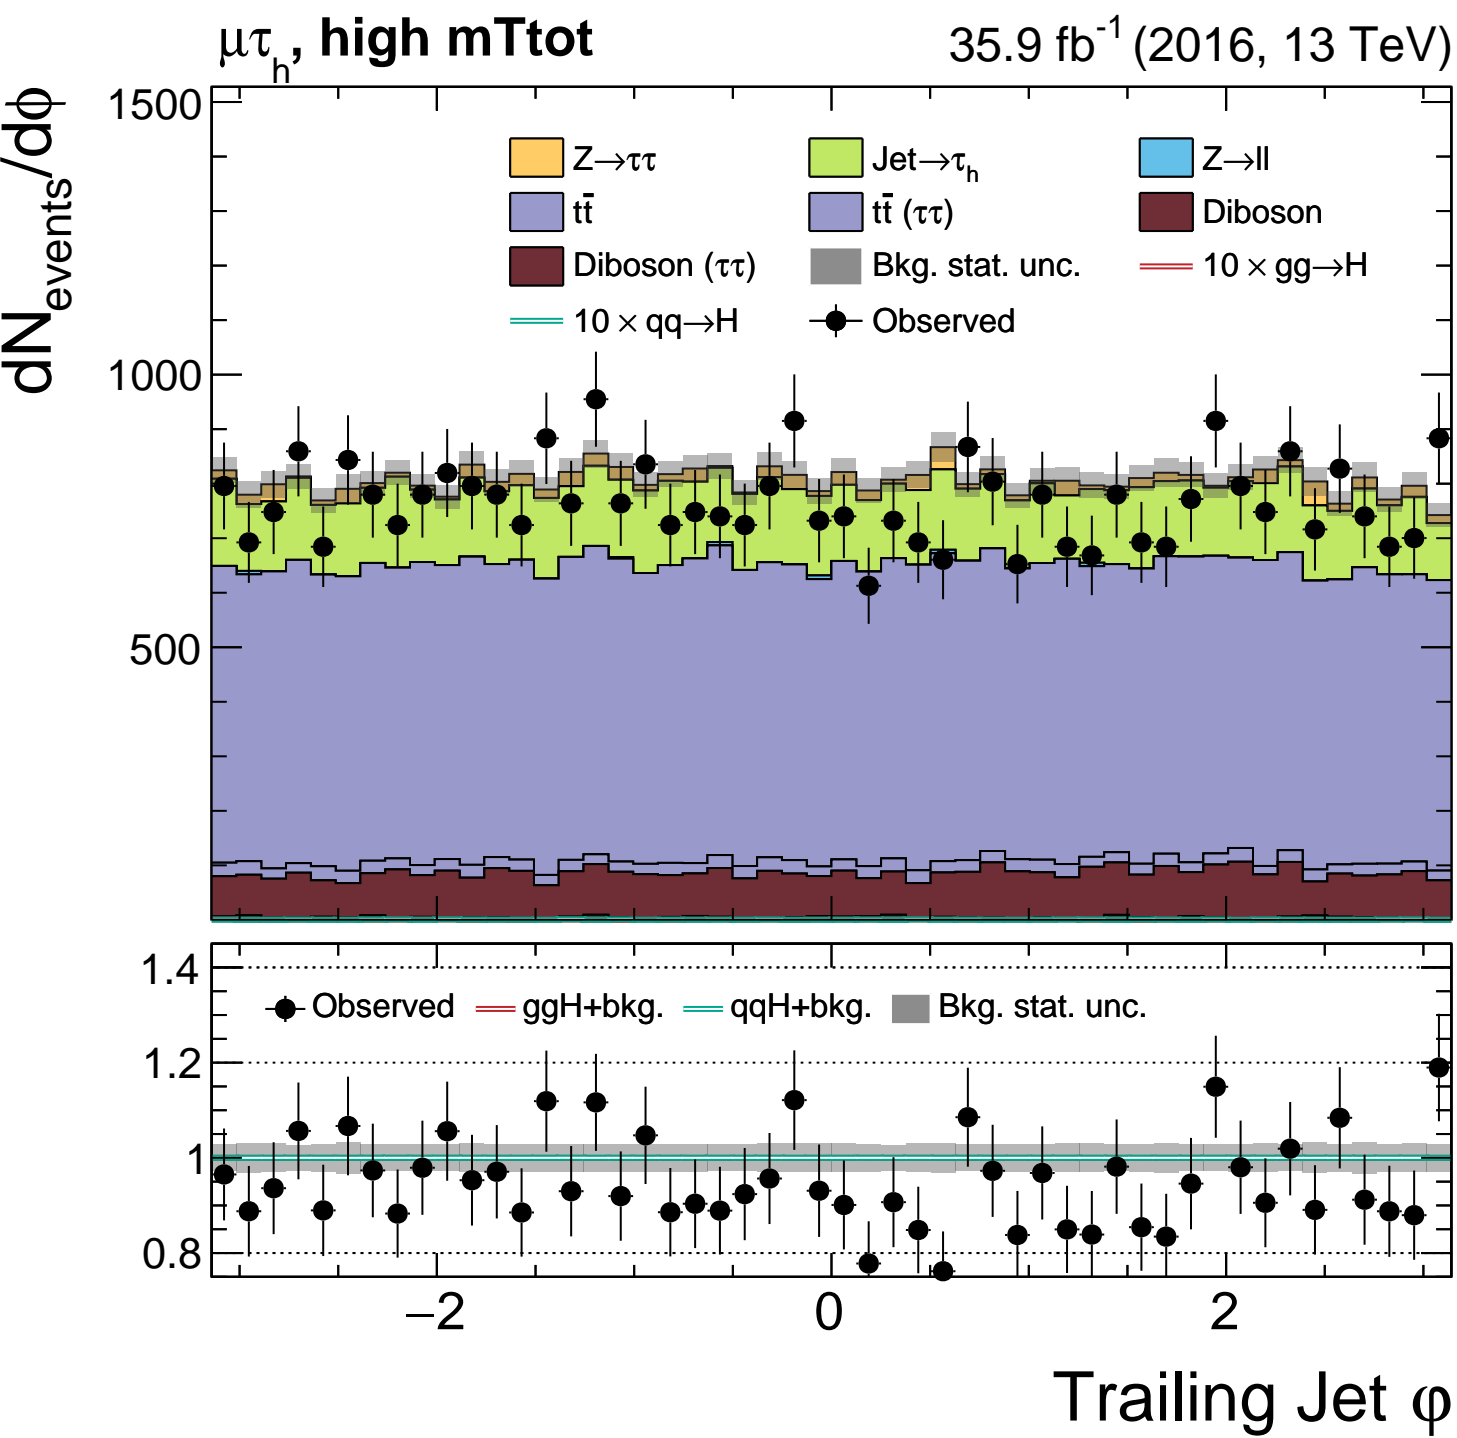 μτh, high mTtot 35.9 fb-1 (2016, 13 TeV)
dNevents/dϕ
1500
1000
500
Z→ττ Jet→τh Z→ll
tt̄ tt̄ (ττ) Diboson
Diboson (ττ) Bkg. stat. unc. 10 × gg→H
10 × qq→H Observed
1.4
1.2
1
0.8
Observed ggH+bkg. qqH+bkg. Bkg. stat. unc.
−2 0 2
Trailing Jet φ